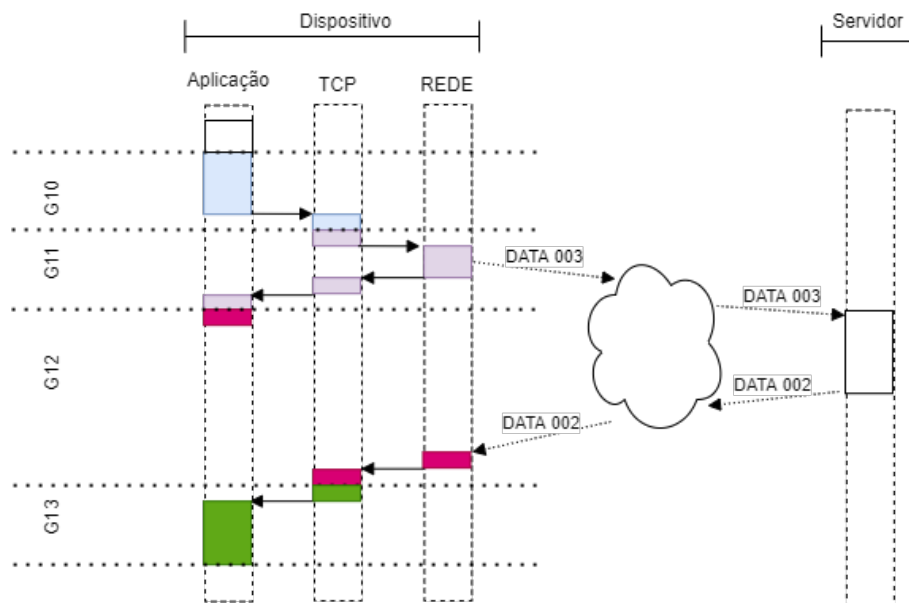 Dispositivo
Servidor
Aplicação
TCP
REDE
G10
G11
DATA 003
DATA 003
G12
DATA 002
DATA 002
G13